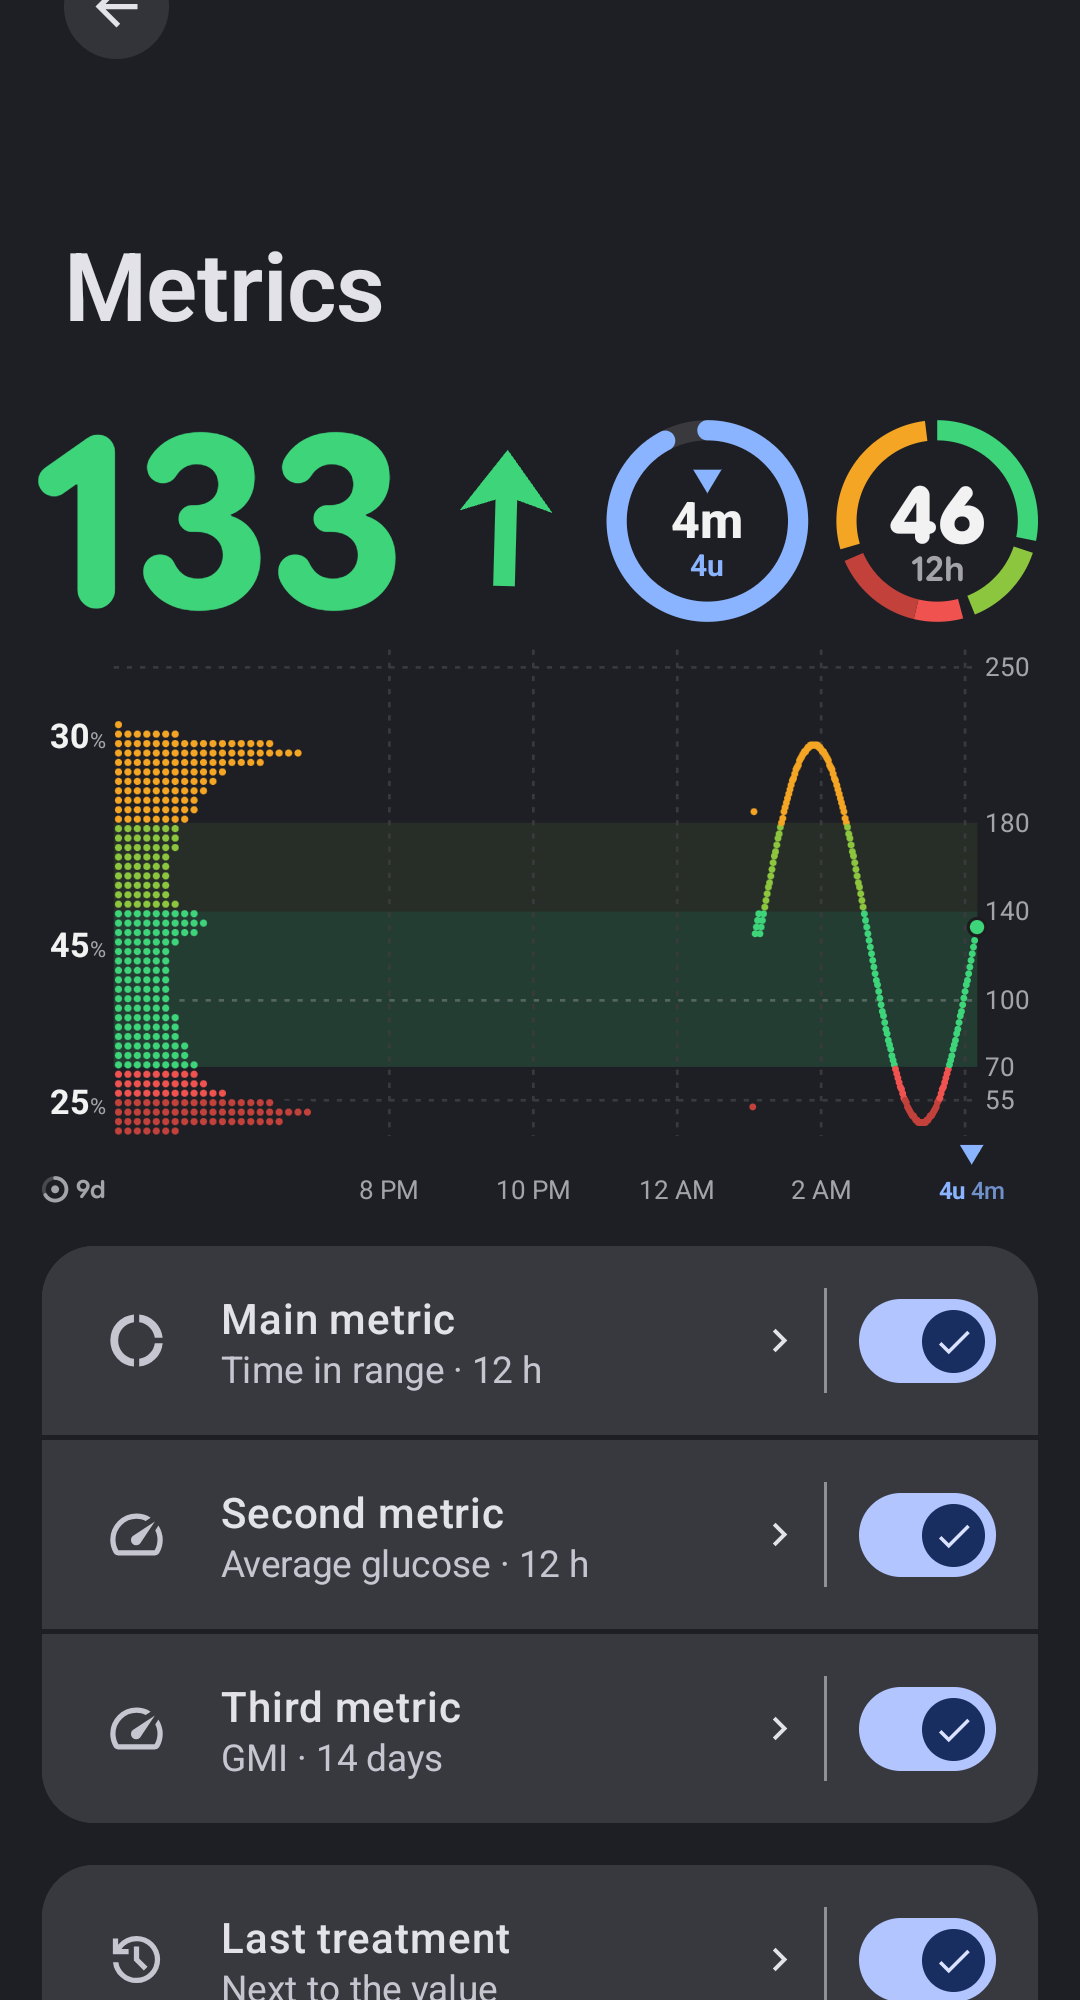 Metrics
133
4m
4u
46
12h
250
30%
180
140
45%
100
70
25%
55
9d
8 PM
10 PM
12 AM
2 AM
4u 4m
Main metric
Time in range · 12 h
Second metric
Average glucose · 12 h
Third metric
GMI · 14 days
Last treatment
Next to the value